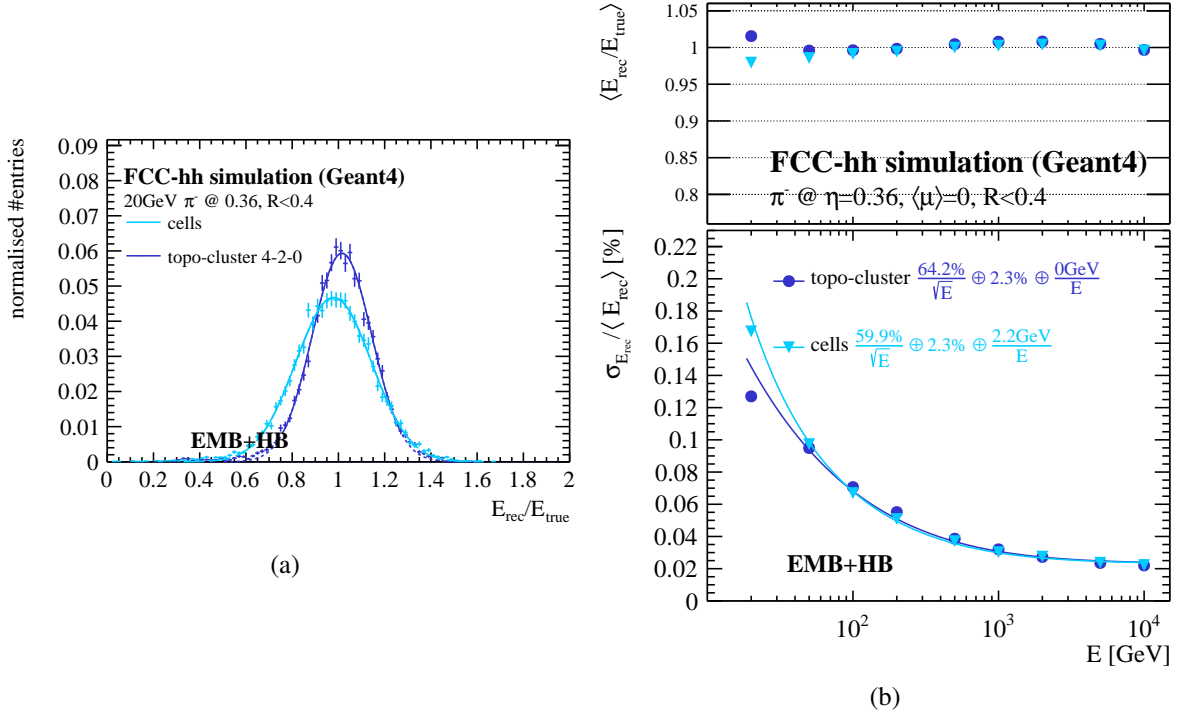 normalised #entries
0.09
0.08
0.07
0.06
0.05
0.04
0.03
0.02
0.01
0
FCC-hh simulation (Geant4)
20GeV π⁻ @ 0.36, R<0.4
cells
topo-cluster 4-2-0
EMB+HB
0 0.2 0.4 0.6 0.8 1 1.2 1.4 1.6 1.8 2
E_rec/E_true
(a)
⟨E_rec/E_true⟩
1.05
1
0.95
0.9
0.85
0.8
FCC-hh simulation (Geant4)
π⁻ @ η=0.36, ⟨μ⟩=0, R<0.4
σ_E_rec/⟨E_rec⟩ [%]
0.22
0.2
0.18
0.16
0.14
0.12
0.1
0.08
0.06
0.04
0.02
0
topo-cluster 64.2%/√E ⊕ 2.3% ⊕ 0GeV/E
cells 59.9%/√E ⊕ 2.3% ⊕ 2.2GeV/E
EMB+HB
10² 10³ 10⁴
E [GeV]
(b)